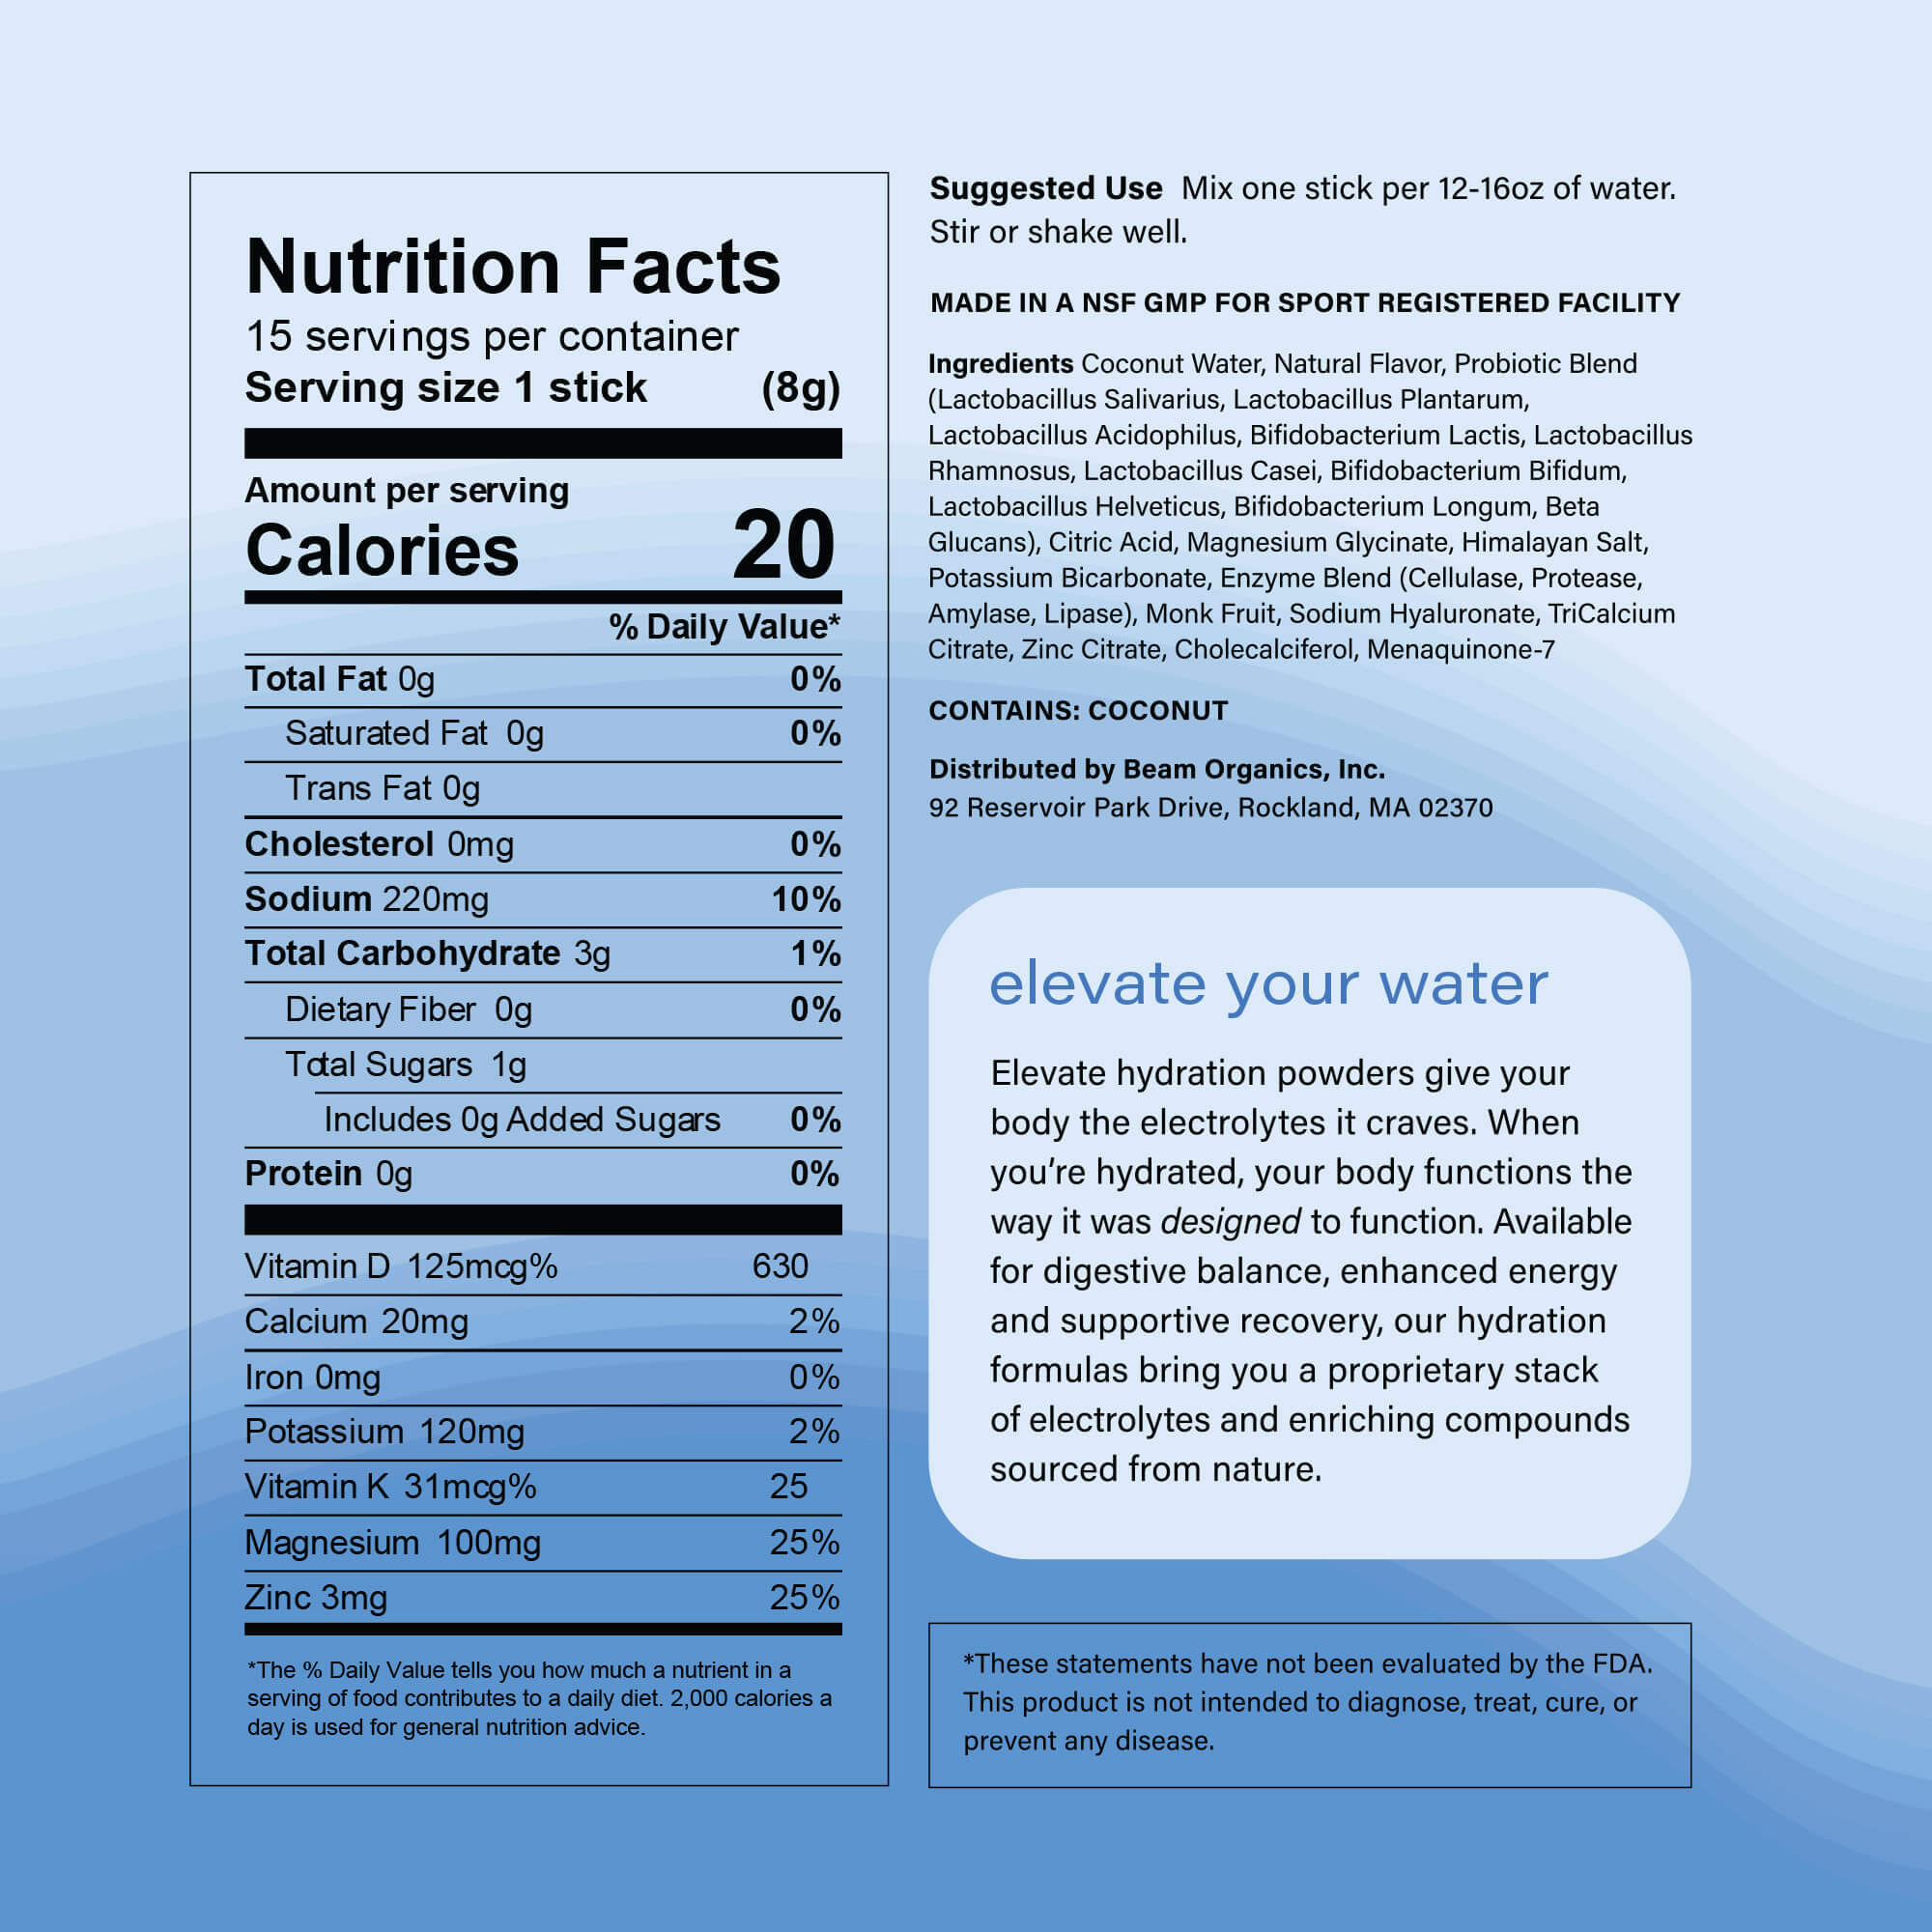 Nutrition Facts
15 servings per container
Serving size 1 stick (8g)
Amount per serving
Calories 20
% Daily Value*
Total Fat 0g 0%
Saturated Fat 0g 0%
Trans Fat 0g
Cholesterol 0mg 0%
Sodium 220mg 10%
Total Carbohydrate 3g 1%
Dietary Fiber 0g 0%
Total Sugars 1g
Includes 0g Added Sugars 0%
Protein 0g 0%
Vitamin D 125mcg% 630
Calcium 20mg 2%
Iron 0mg 0%
Potassium 120mg 2%
Vitamin K 31mcg% 25
Magnesium 100mg 25%
Zinc 3mg 25%
*The % Daily Value tells you how much a nutrient in a
serving of food contributes to a daily diet. 2,000 calories a
day is used for general nutrition advice.
Suggested Use Mix one stick per 12-16oz of water.
Stir or shake well.
MADE IN A NSF GMP FOR SPORT REGISTERED FACILITY
Ingredients Coconut Water, Natural Flavor, Probiotic Blend
(Lactobacillus Salivarius, Lactobacillus Plantarum,
Lactobacillus Acidophilus, Bifidobacterium Lactis, Lactobacillus
Rhamnosus, Lactobacillus Casei, Bifidobacterium Bifidum,
Lactobacillus Helveticus, Bifidobacterium Longum, Beta
Glucans), Citric Acid, Magnesium Glycinate, Himalayan Salt,
Potassium Bicarbonate, Enzyme Blend (Cellulase, Protease,
Amylase, Lipase), Monk Fruit, Sodium Hyaluronate, TriCalcium
Citrate, Zinc Citrate, Cholecalciferol, Menaquinone-7
CONTAINS: COCONUT
Distributed by Beam Organics, Inc.
92 Reservoir Park Drive, Rockland, MA 02370
elevate your water
Elevate hydration powders give your
body the electrolytes it craves. When
you’re hydrated, your body functions the
way it was designed to function. Available
for digestive balance, enhanced energy
and supportive recovery, our hydration
formulas bring you a proprietary stack
of electrolytes and enriching compounds
sourced from nature.
*These statements have not been evaluated by the FDA.
This product is not intended to diagnose, treat, cure, or
prevent any disease.